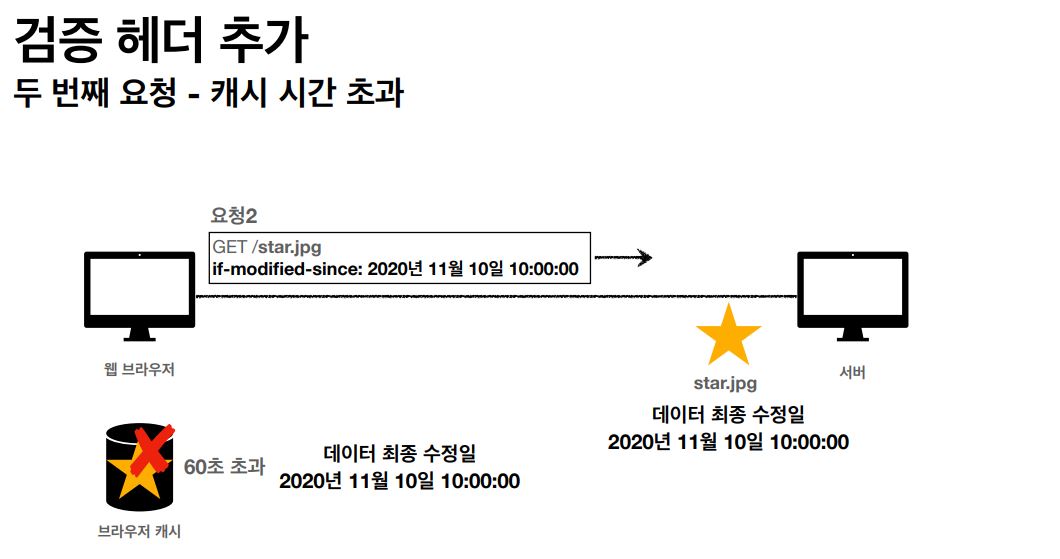 검증 헤더 추가
두 번째 요청 - 캐시 시간 초과
요청2
GET /star.jpg
if-modified-since: 2020년 11월 10일 10:00:00
웹 브라우저
서버
star.jpg
데이터 최종 수정일
2020년 11월 10일 10:00:00
60초 초과
데이터 최종 수정일
2020년 11월 10일 10:00:00
브라우저 캐시